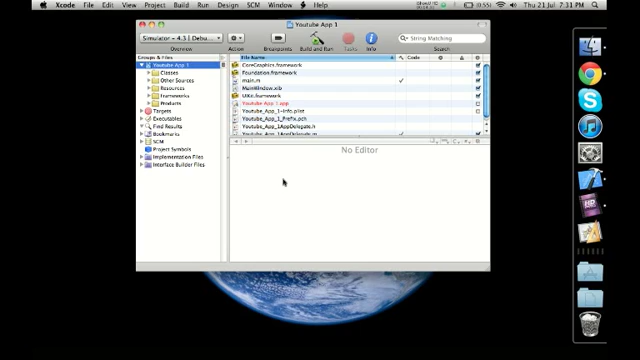 Xcode File Edit View Project Build Run Design SCM Window Help (0:55) Thu 21 Jul 7:31 PM
Youtube App 1
Simulator - 4.3 | Debu...
Overview Action Breakpoints Build and Run Tasks Info Search
String Matching
Groups & Files
Youtube App 1
Classes
Other Sources
Resources
Frameworks
Products
Targets
Executables
Find Results
Bookmarks
SCM
Project Symbols
Implementation Files
Interface Builder Files
File Name Code
CoreGraphics.framework
Foundation.framework
main.m
MainWindow.xib
UIKit.framework
Youtube App 1.app
Youtube_App_1-Info.plist
Youtube_App_1_Prefix.pch
Youtube_App_1AppDelegate.h
Youtube_App_1AppDelegate.m
No Editor
HD